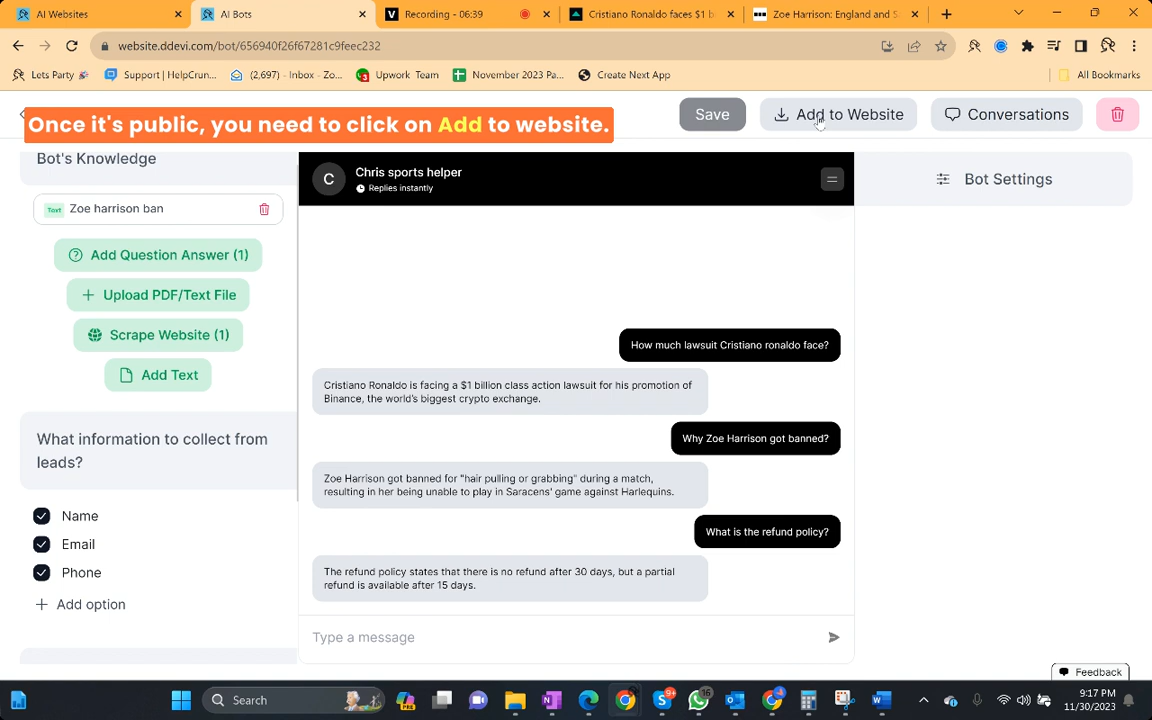 AI Websites
AI Bots
Recording - 06:39
Cristiano Ronaldo faces $1 b
Zoe Harrison: England and S
website.ddevi.com/bot/656940f26f67281c9feec232
Lets Party
Support | HelpCrun...
(2,697) - Inbox - Zo...
Upwork Team
November 2023 Pa...
Create Next App
All Bookmarks
Once it's public, you need to click on Add to website.
Save
Add to Website
Conversations
Bot's Knowledge
Text
Zoe harrison ban
Add Question Answer (1)
Upload PDF/Text File
Scrape Website (1)
Add Text
What information to collect from
leads?
Name
Email
Phone
Add option
C
Chris sports helper
Replies instantly
Bot Settings
How much lawsuit Cristiano ronaldo face?
Cristiano Ronaldo is facing a $1 billion class action lawsuit for his promotion of
Binance, the world's biggest crypto exchange.
Why Zoe Harrison got banned?
Zoe Harrison got banned for "hair pulling or grabbing" during a match,
resulting in her being unable to play in Saracens' game against Harlequins.
What is the refund policy?
The refund policy states that there is no refund after 30 days, but a partial
refund is available after 15 days.
Type a message
Feedback
Search
9:17 PM
11/30/2023